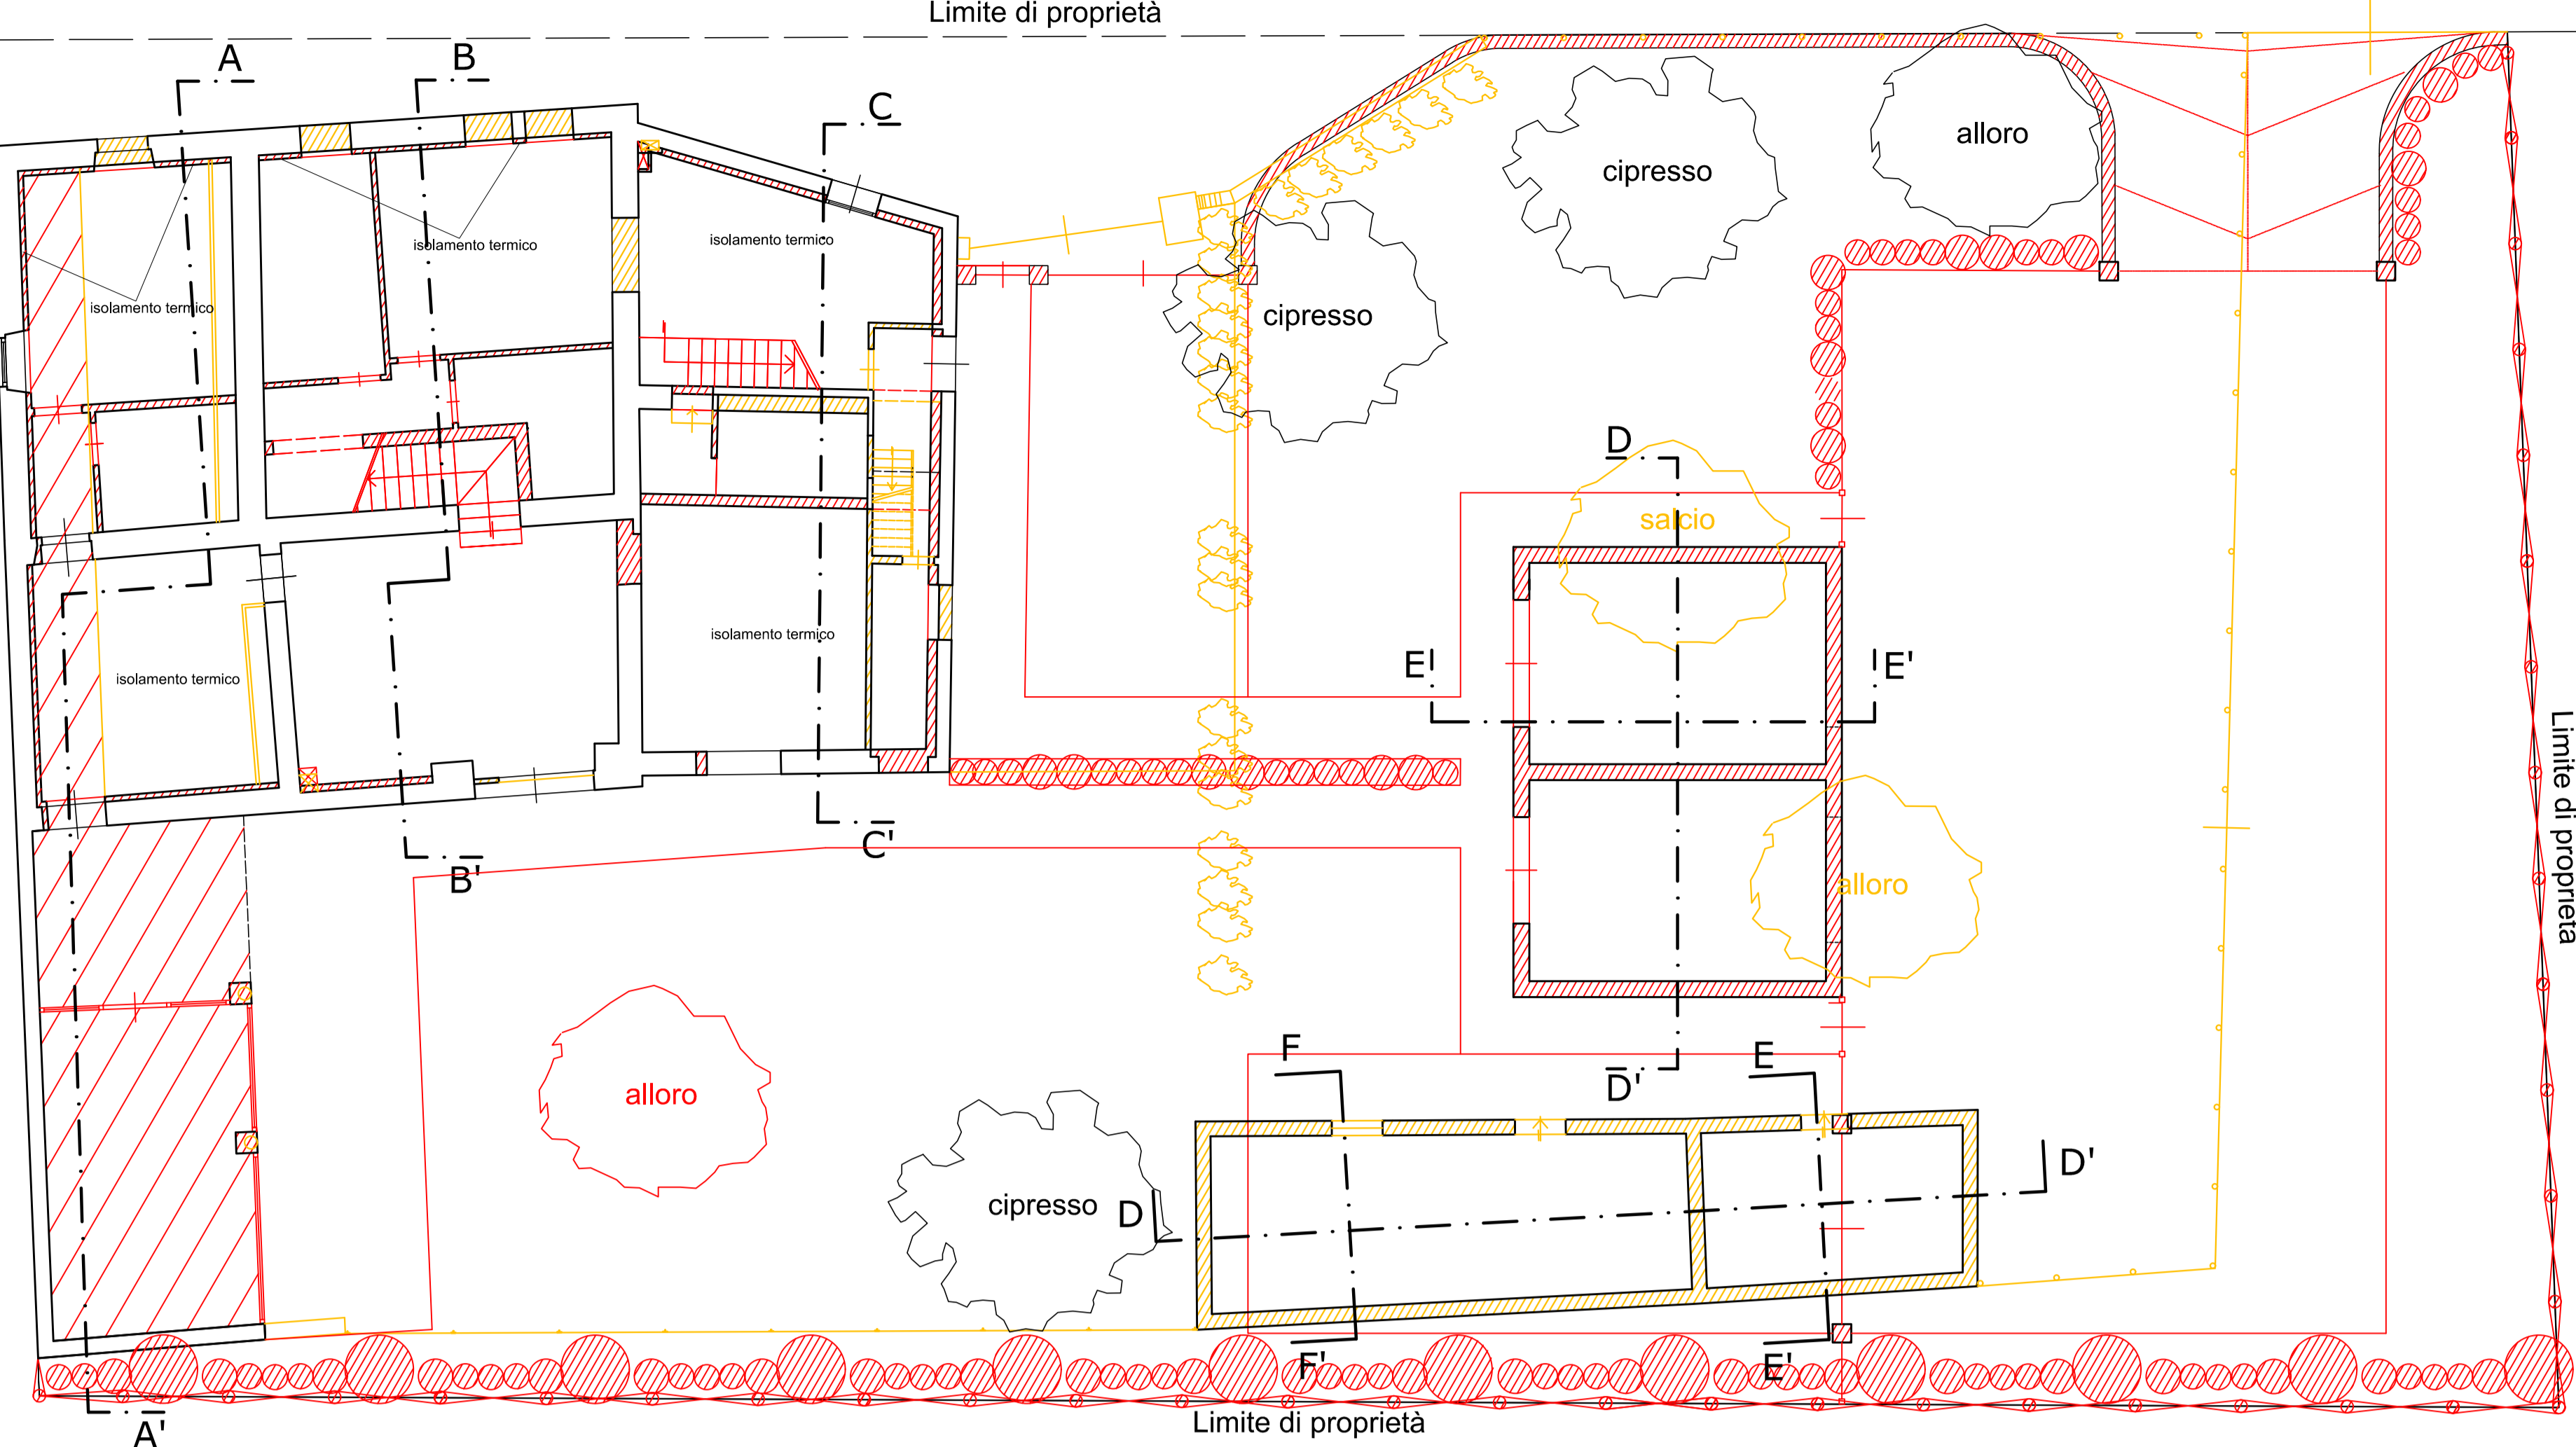 Limite di proprietà
A
B
C
alloro
cipresso
isolamento termico
isolamento termico
isolamento termico
cipresso
D
salcio
isolamento termico
isolamento termico
E
E'
Limite di proprietà
C'
B'
alloro
F
E
D'
alloro
D'
cipresso
D
F'
E'
A'
Limite di proprietà